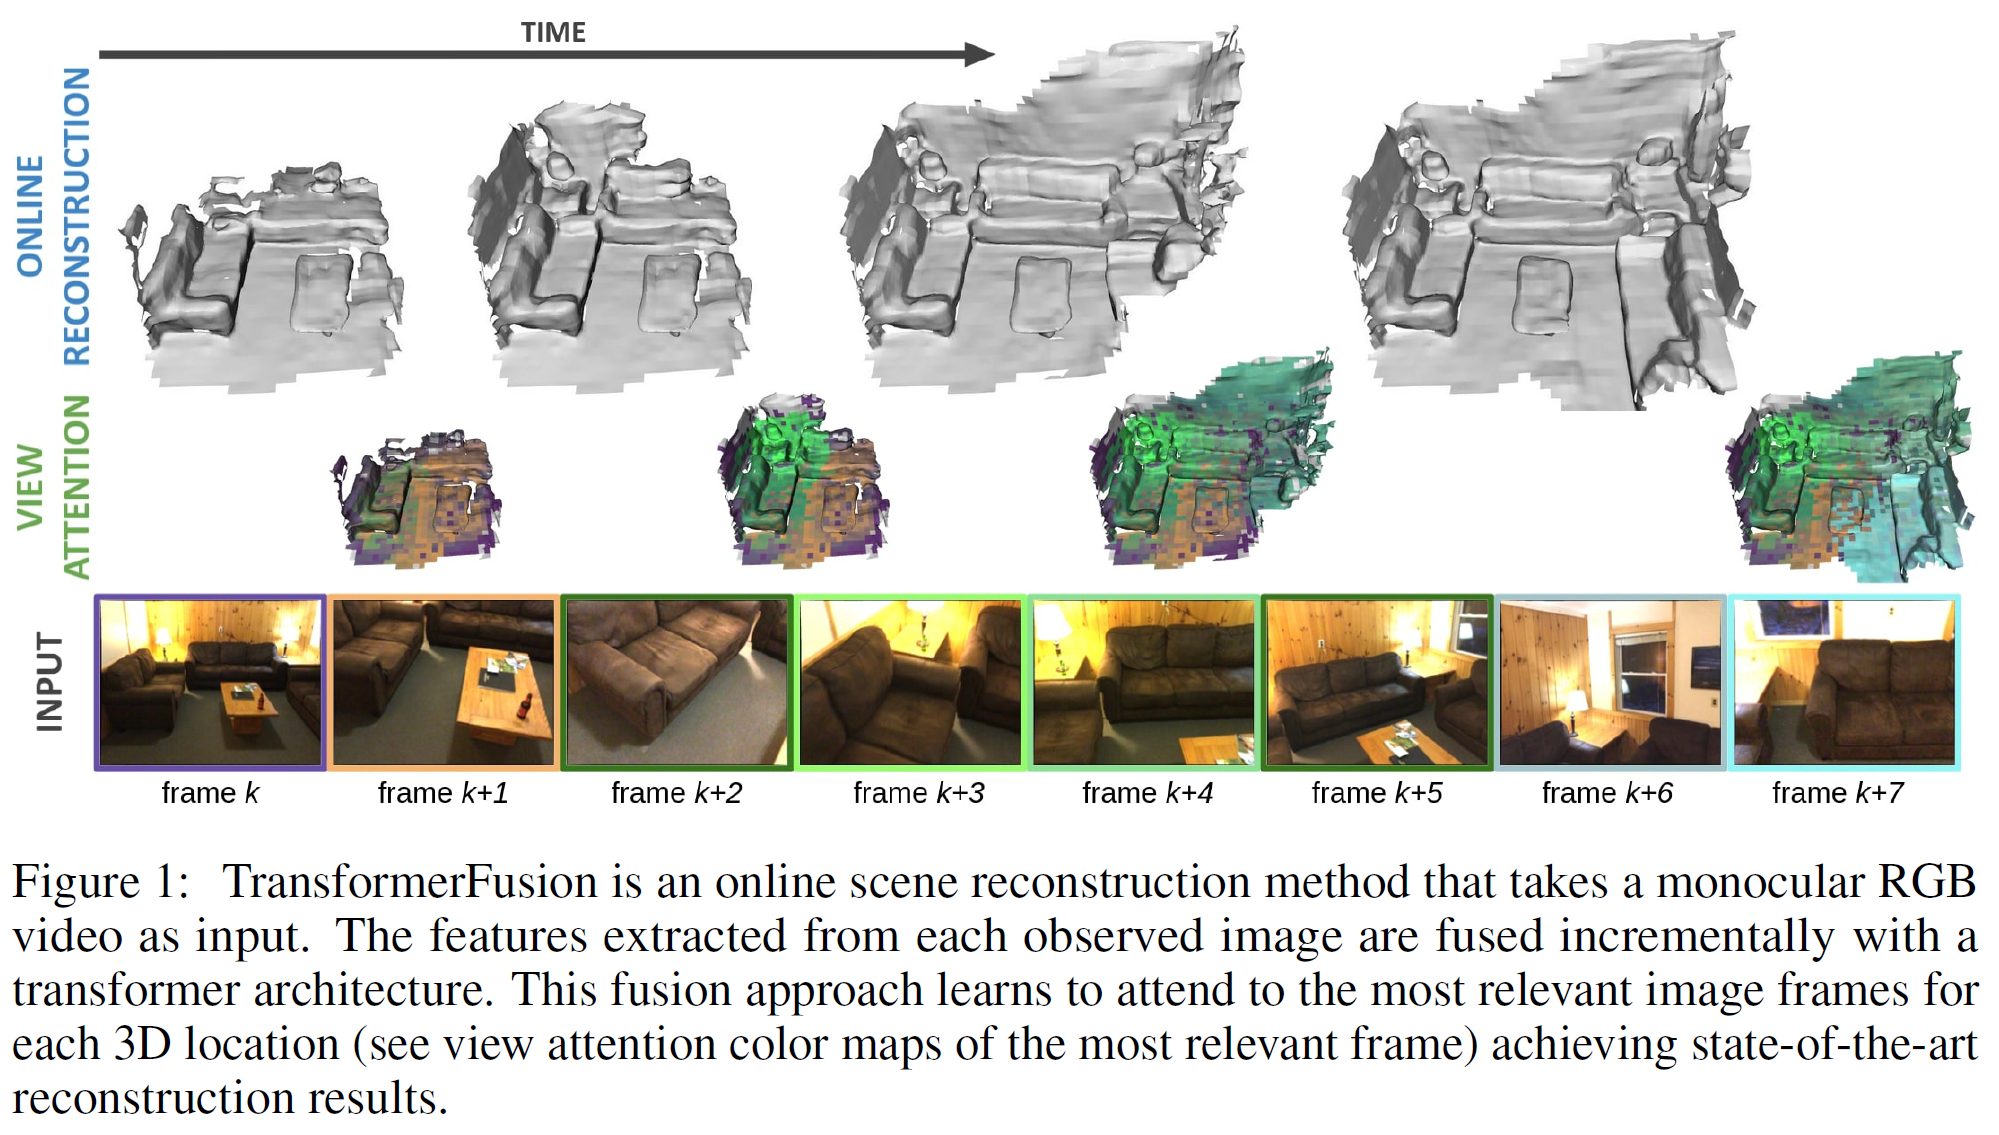 TIME
ONLINE
RECONSTRUCTION
VIEW
ATTENTION
INPUT
frame k
frame k+1
frame k+2
frame k+3
frame k+4
frame k+5
frame k+6
frame k+7
Figure 1: TransformerFusion is an online scene reconstruction method that takes a monocular RGB
video as input. The features extracted from each observed image are fused incrementally with a
transformer architecture. This fusion approach learns to attend to the most relevant image frames for
each 3D location (see view attention color maps of the most relevant frame) achieving state-of-the-art
reconstruction results.